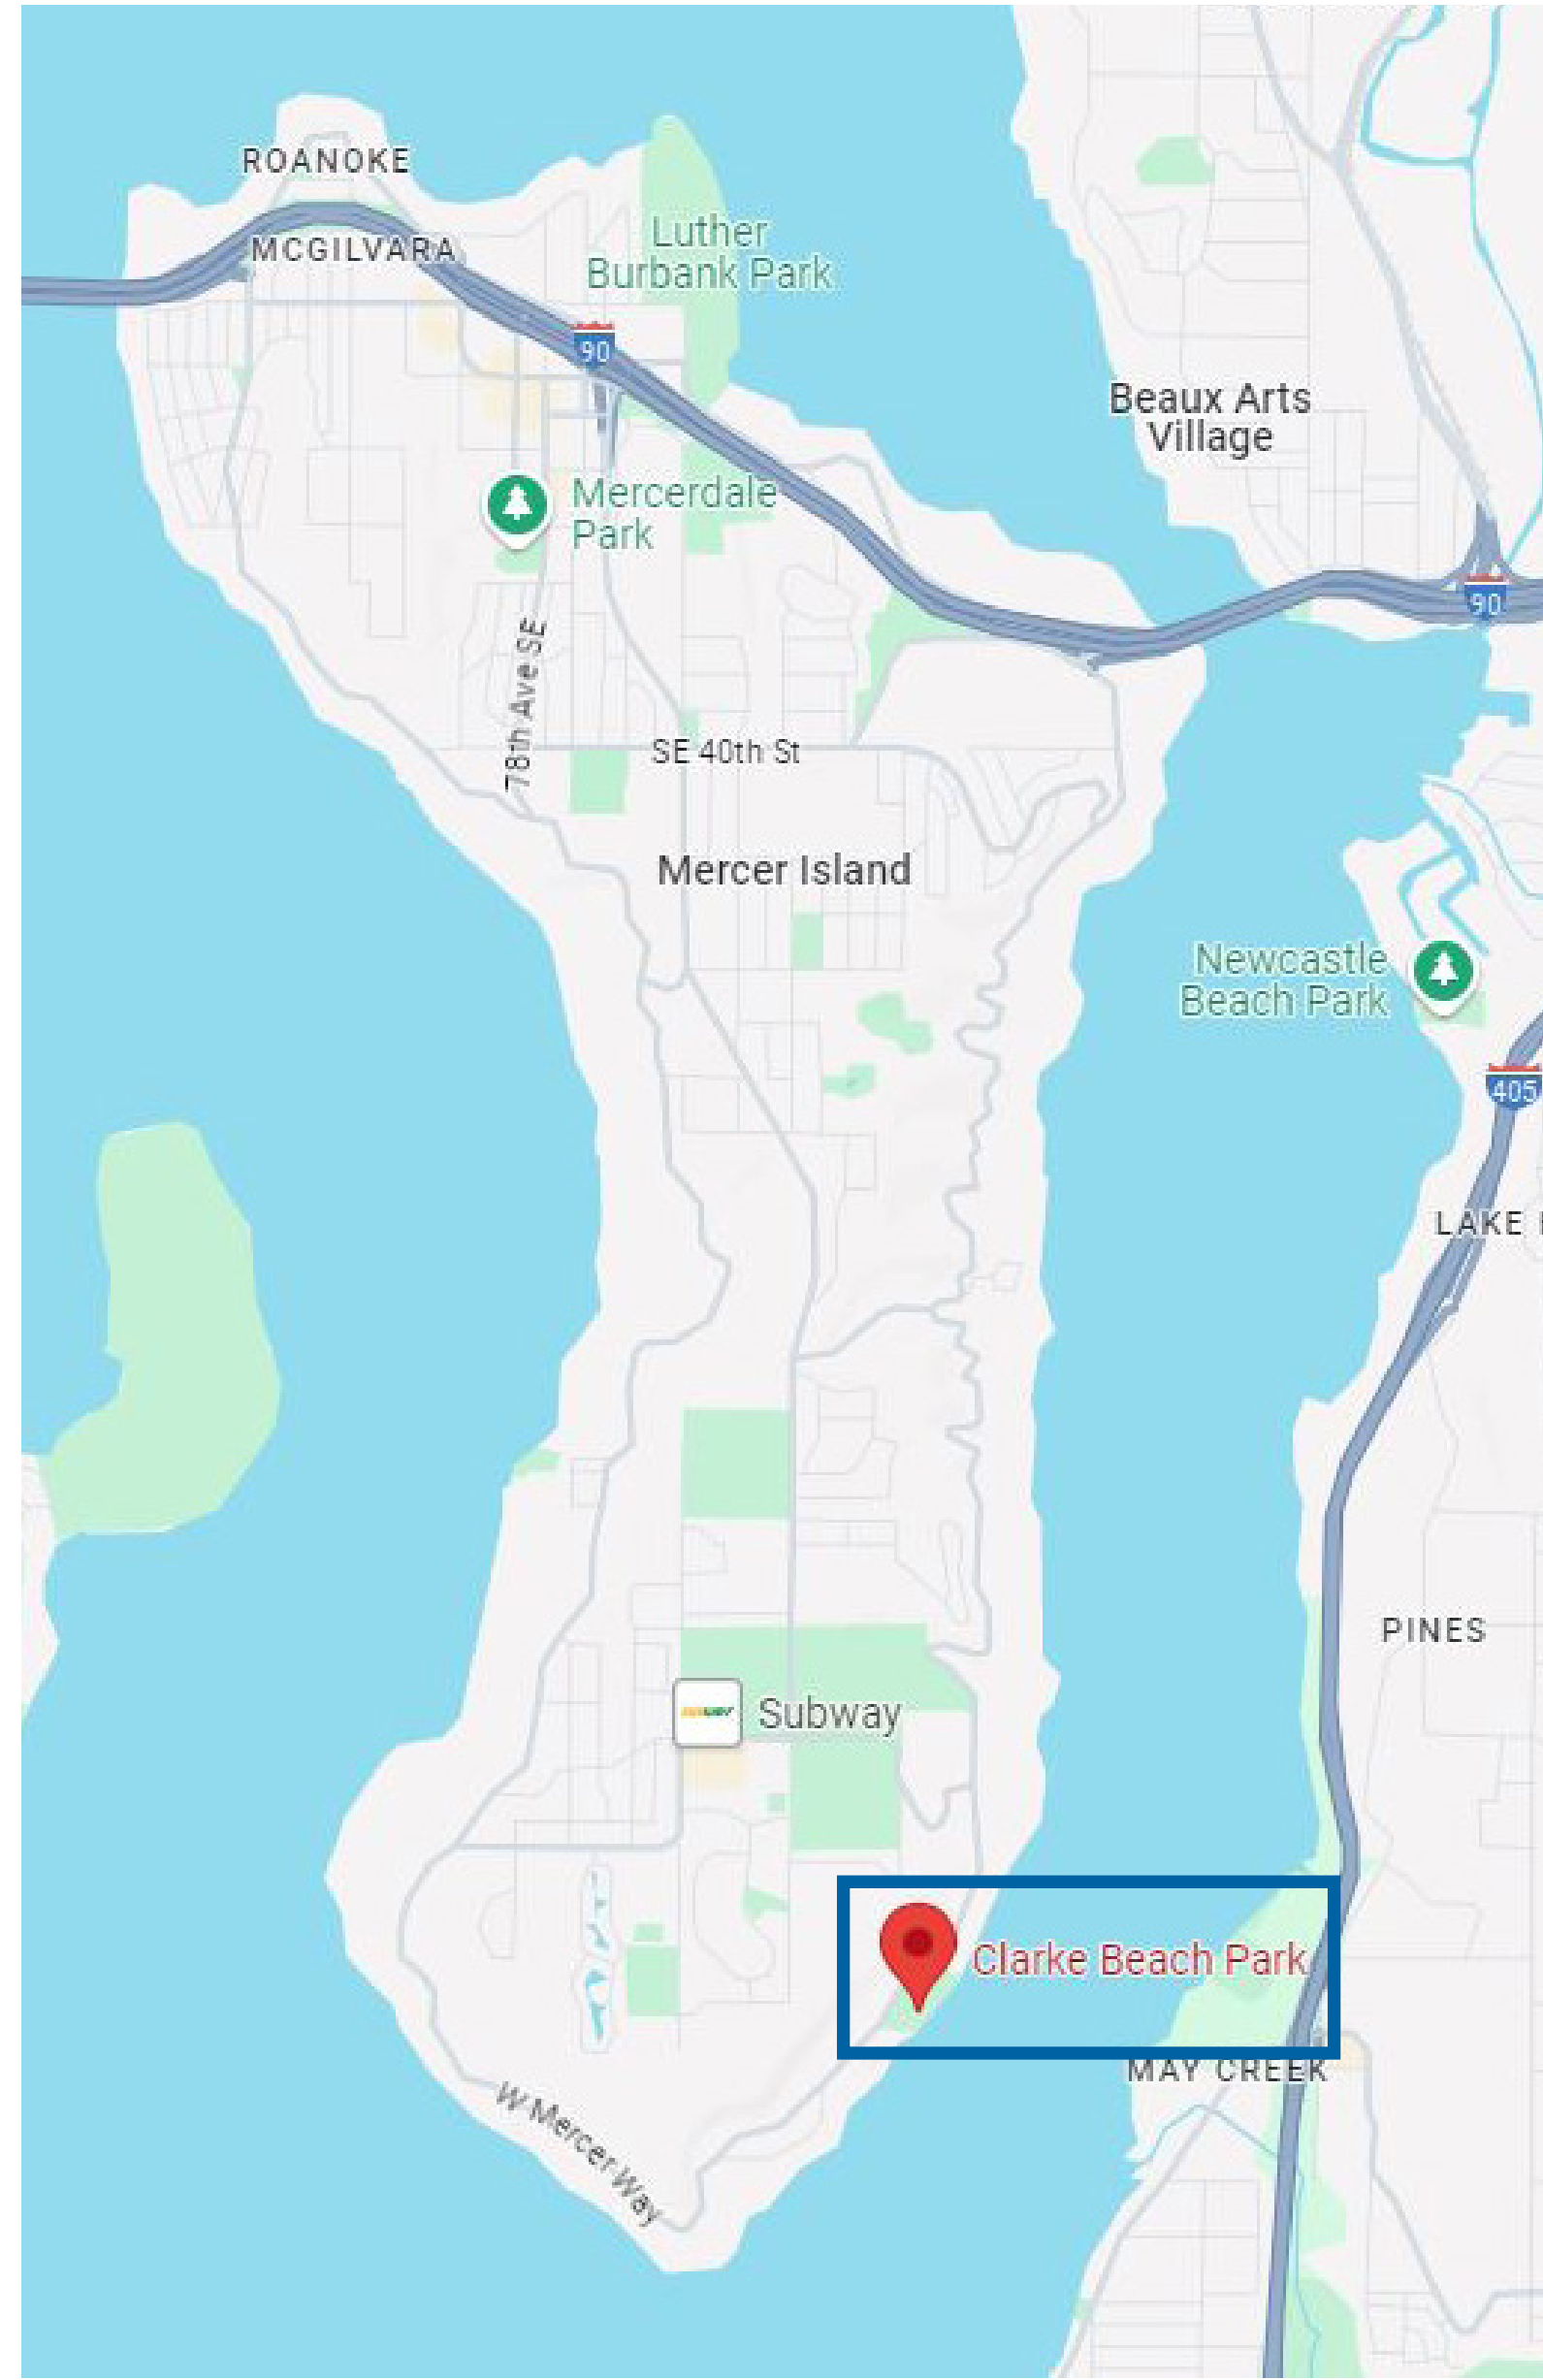 ROANOKE
MCGILVARA
Luther
Burbank Park
90
Beaux Arts
Village
Mercerdale
Park
90
78th Ave SE
SE 40th St
Mercer Island
Newcastle
Beach Park
405
LAKE
PINES
Subway
Clarke Beach Park
MAY CREEK
W Mercer Way